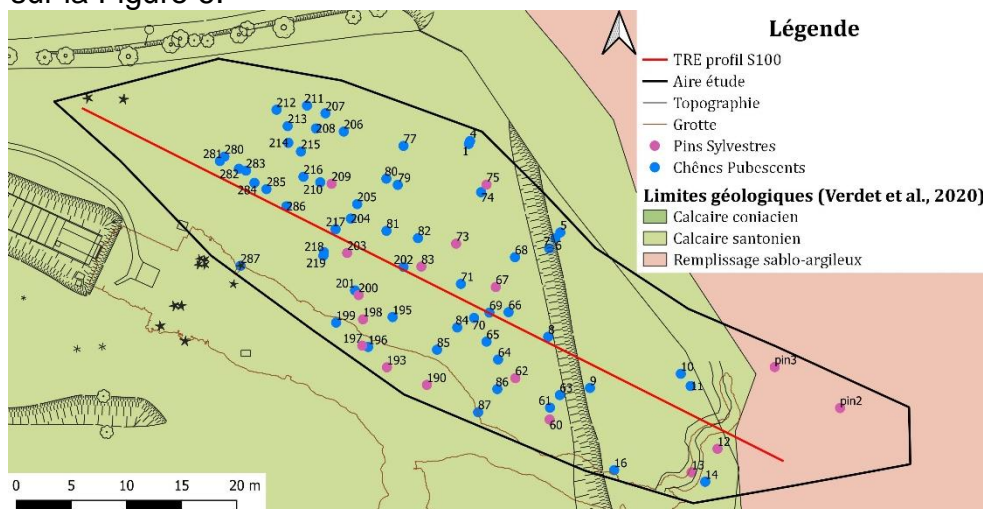 sur la Figure 6.
Légende
TRE profil S100
Aire étude
Topographie
Grotte
Pins Sylvestres
Chênes Pubescents
Limites géologiques (Verdet et al., 2020)
Calcaire coniacien
Calcaire santonien
Remplissage sablo-argileux
212 211 207
213 208 206
214 215 77 4
1
281 280 283 216 209 80 79 75
282 284 285 210 74
286 205
217 204 81 82 73 5
7 6
218 203 68
219 202 83
287 71 67
201 200
199 198 195 84 70 69 66
197 196 85 65 8
64
193 190 86 62 10 pin3
63 9 11
87 61 pin2
60
12
16 13 14
0 5 10 20 m